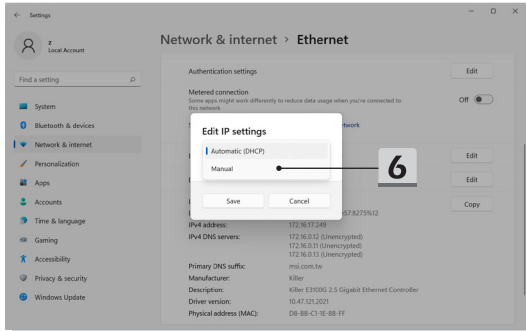 Settings
z
Local Account
Find a setting
System
Bluetooth & devices
Network & internet
Personalization
Apps
Accounts
Time & language
Gaming
Accessibility
Privacy & security
Windows Update
Network & internet > Ethernet
Authentication settings
Edit
Metered connection
Some apps might work differently to reduce data usage when you're connected to
this network
Off
Edit IP settings
Automatic (DHCP)
Manual
6
Save
Cancel
Edit
Edit
Copy
IPv4 address: 172.16.17.249
IPv4 DNS servers: 172.16.0.12 (Unencrypted)
172.16.0.11 (Unencrypted)
172.16.0.13 (Unencrypted)
Primary DNS suffix: msi.com.tw
Manufacturer: Killer
Description: Killer E3100G 2.5 Gigabit Ethernet Controller
Driver version: 10.47.121.2021
Physical address (MAC): D8-BB-C1-1E-88-FF